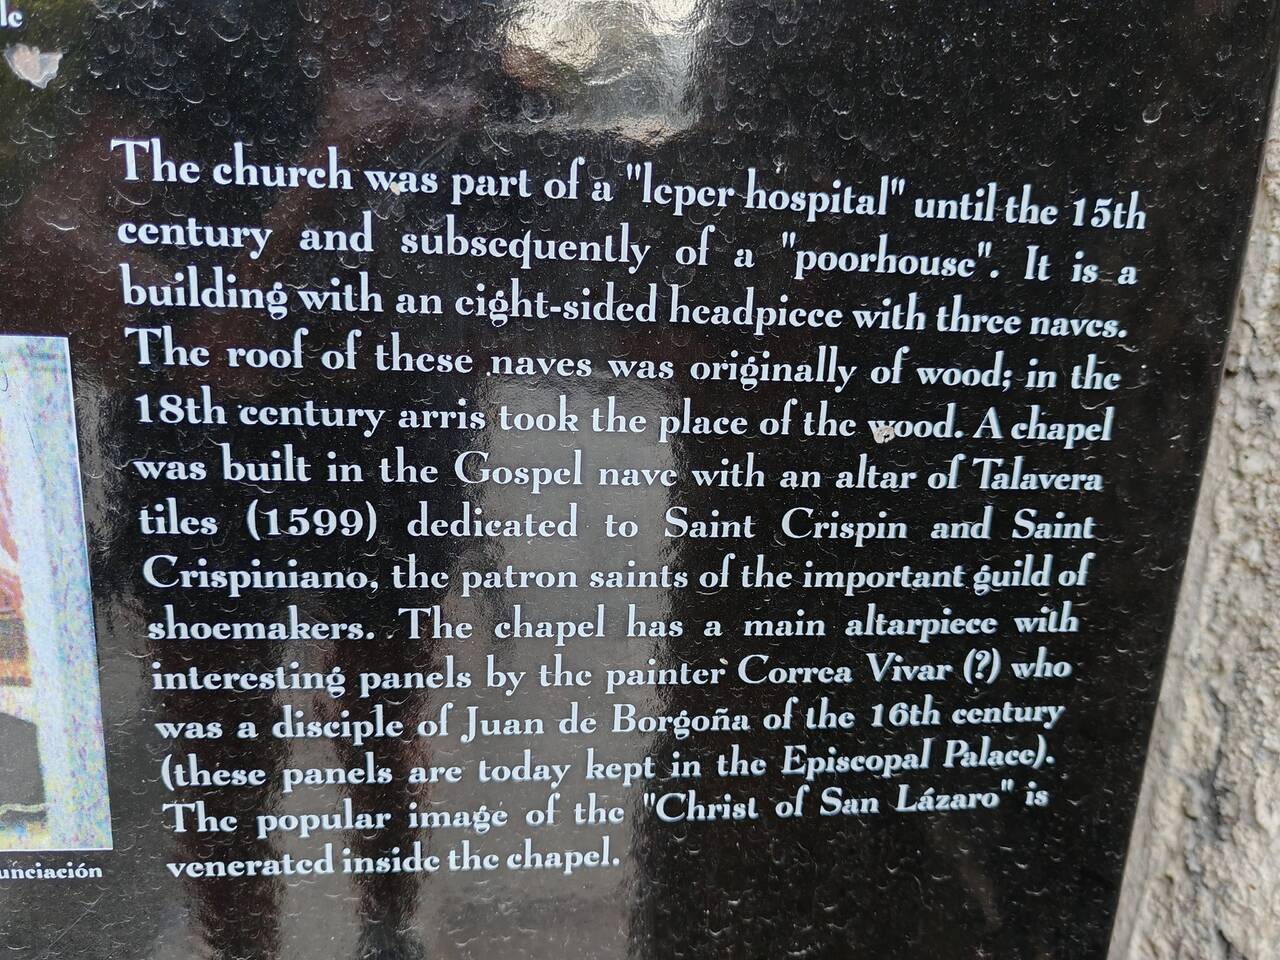 The church was part of a "leper hospital" until the 15th
century and subsequently of a "poorhouse". It is a
building with an eight-sided headpiece with three naves.
The roof of these naves was originally of wood; in the
18th century arris took the place of the wood. A chapel
was built in the Gospel nave with an altar of Talavera
tiles (1599) dedicated to Saint Crispin and Saint
Crispiniano, the patron saints of the important guild of
shoemakers. The chapel has a main altarpiece with
interesting panels by the painter Correa Vivar (?) who
was a disciple of Juan de Borgoña of the 16th century
(these panels are today kept in the Episcopal Palace).
The popular image of the "Christ of San Lázaro" is
venerated inside the chapel.
unciación